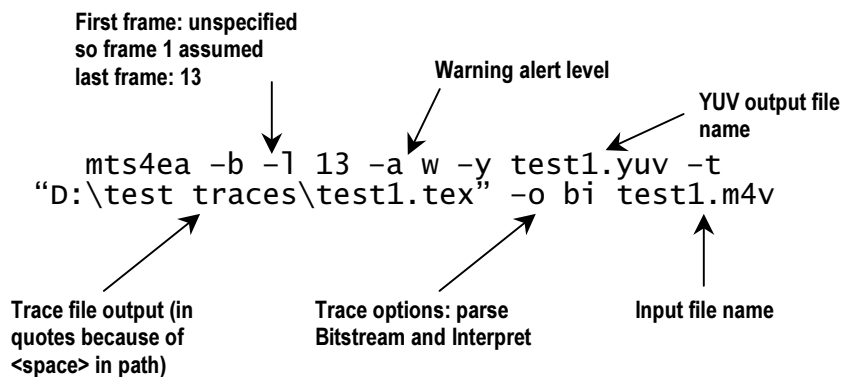 First frame: unspecified
so frame 1 assumed
last frame: 13
Warning alert level
YUV output file
name
mts4ea –b –l 13 –a w –y test1.yuv –t
“D:\test traces\test1.tex” –o bi test1.m4v
Trace file output (in
quotes because of
<space> in path)
Trace options: parse
Bitstream and Interpret
Input file name